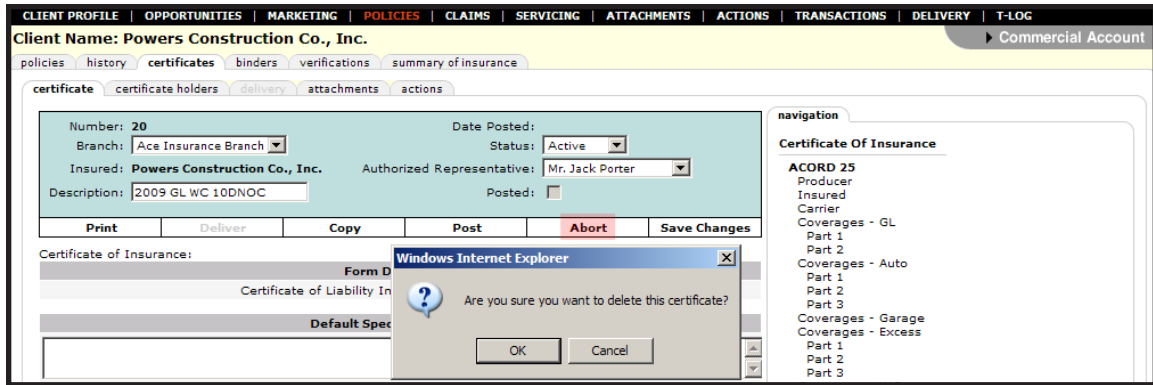 CLIENT PROFILE | OPPORTUNITIES | MARKETING | POLICIES | CLAIMS | SERVICING | ATTACHMENTS | ACTIONS | TRANSACTIONS | DELIVERY | T-LOG
Client Name: Powers Construction Co., Inc.
Commercial Account
policies history certificates binders verifications summary of insurance
certificate certificate holders delivery attachments actions
Number: 20 Date Posted:
Branch: Ace Insurance Branch Status: Active
Insured: Powers Construction Co., Inc. Authorized Representative: Mr. Jack Porter
Description: 2009 GL WC 10DNOC Posted:
Print Deliver Copy Post Abort Save Changes
Certificate of Insurance:
Form D
Certificate of Liability In
Default Spec
Windows Internet Explorer
Are you sure you want to delete this certificate?
OK Cancel
navigation
Certificate Of Insurance
ACORD 25
Producer
Insured
Carrier
Coverages - GL
Part 1
Part 2
Coverages - Auto
Part 1
Part 2
Part 3
Coverages - Garage
Coverages - Excess
Part 1
Part 2
Part 3